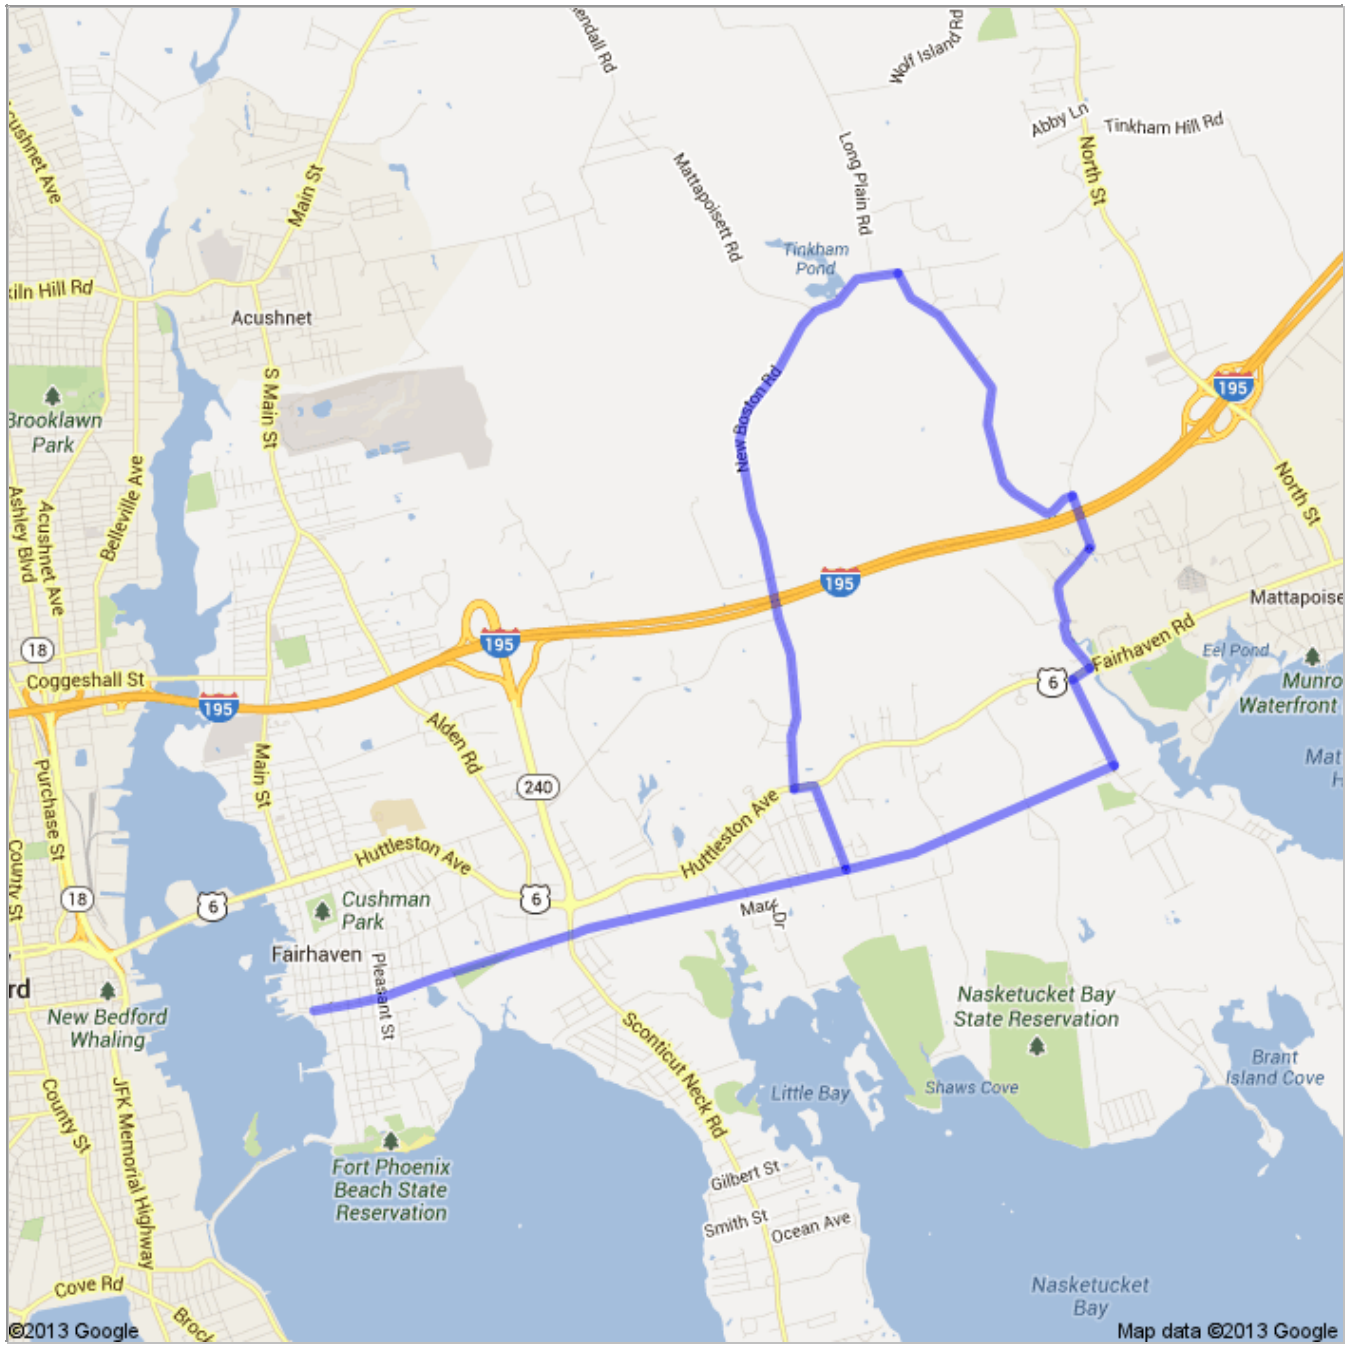 endall Rd
Wolf Island Rd
cushnet Ave
Main St
Mattapoisett Rd
Long Plain Rd
Abby Ln
Tinkham Hill Rd
North St
Tinkham
Pond
kiln Hill Rd
Acushnet
S Main St
New Boston Rd
195
Brooklawn
Park
Belleville Ave
Ashley Blvd
Acushnet Ave
North St
195
195
195
18
Coggeshall St
Mattapoise
Fairhaven Rd
Eel Pond
Munro
Waterfront
6
Mat
H
Alden Rd
Main St
Purchase St
240
Huttleston Ave
Huttleston Ave
County St
18
6
6
Cushman
Park
Marf Dr
Fairhaven
Pleasant St
rd
New Bedford
Whaling
Nasketucket Bay
State Reservation
Sconticut Neck Rd
Little Bay
Shaws Cove
Brant
Island Cove
County St
JFK Memorial Highway
Fort Phoenix
Beach State
Reservation
Gilbert St
Smith St
Ocean Ave
Cove Rd
Brock
Nasketucket
Bay
©2013 Google
Map data ©2013 Google